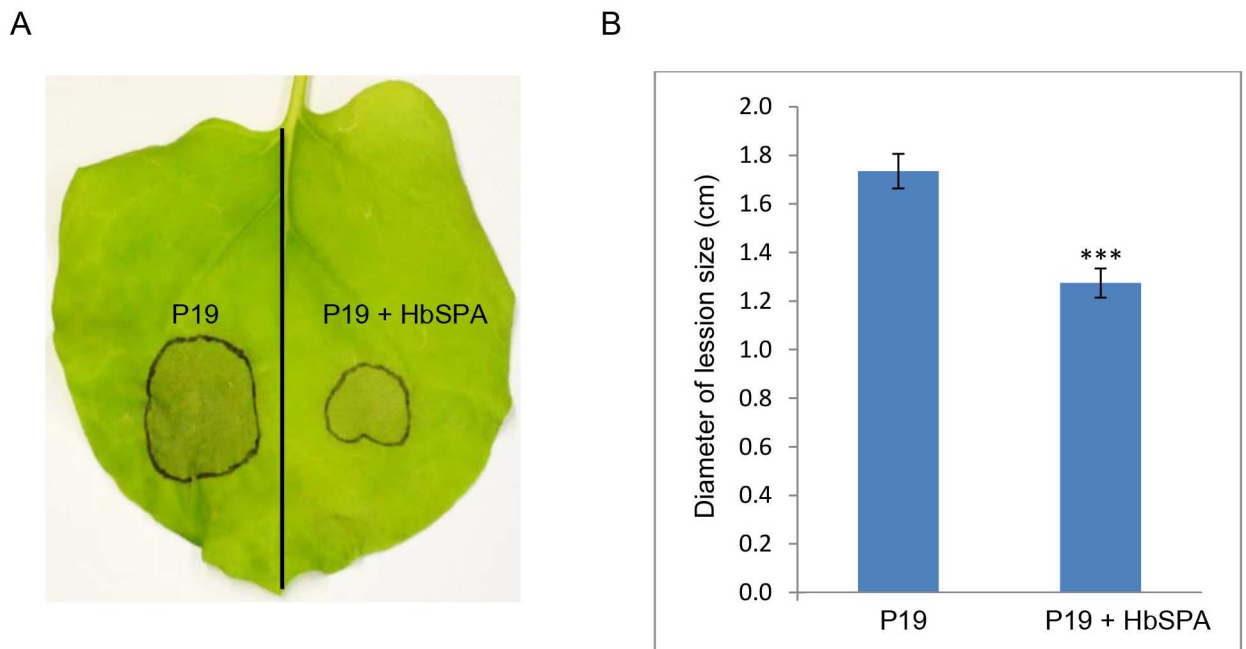 A
B
P19
P19 + HbSPA
Diameter of lession size (cm)
2.0
1.8
1.6
1.4
1.2
1.0
0.8
0.6
0.4
0.2
0.0
***
P19
P19 + HbSPA